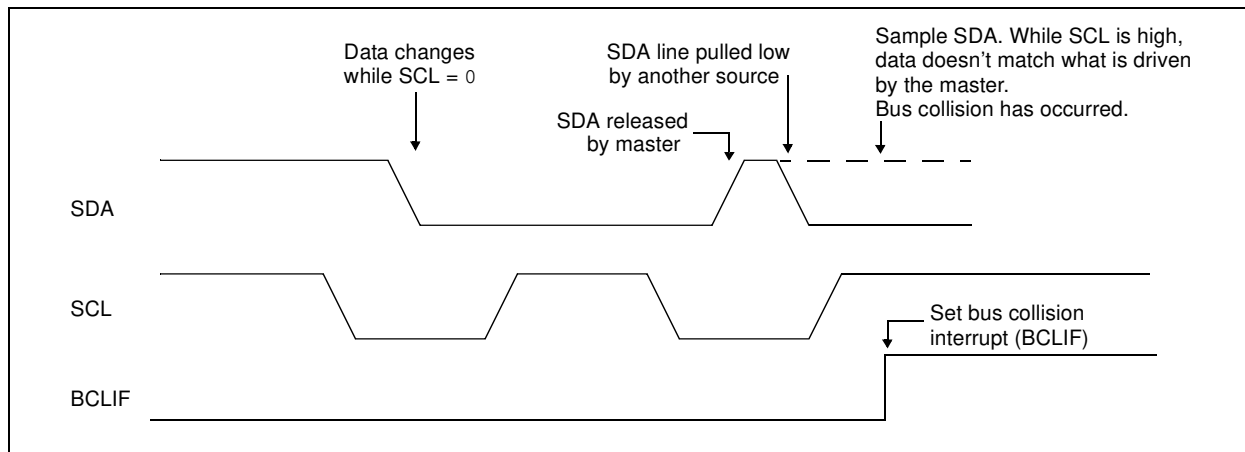 Data changes
while SCL = 0
SDA line pulled low
by another source
Sample SDA. While SCL is high,
data doesn't match what is driven
by the master.
Bus collision has occurred.
SDA released
by master
SDA
SCL
Set bus collision
interrupt (BCLIF)
BCLIF